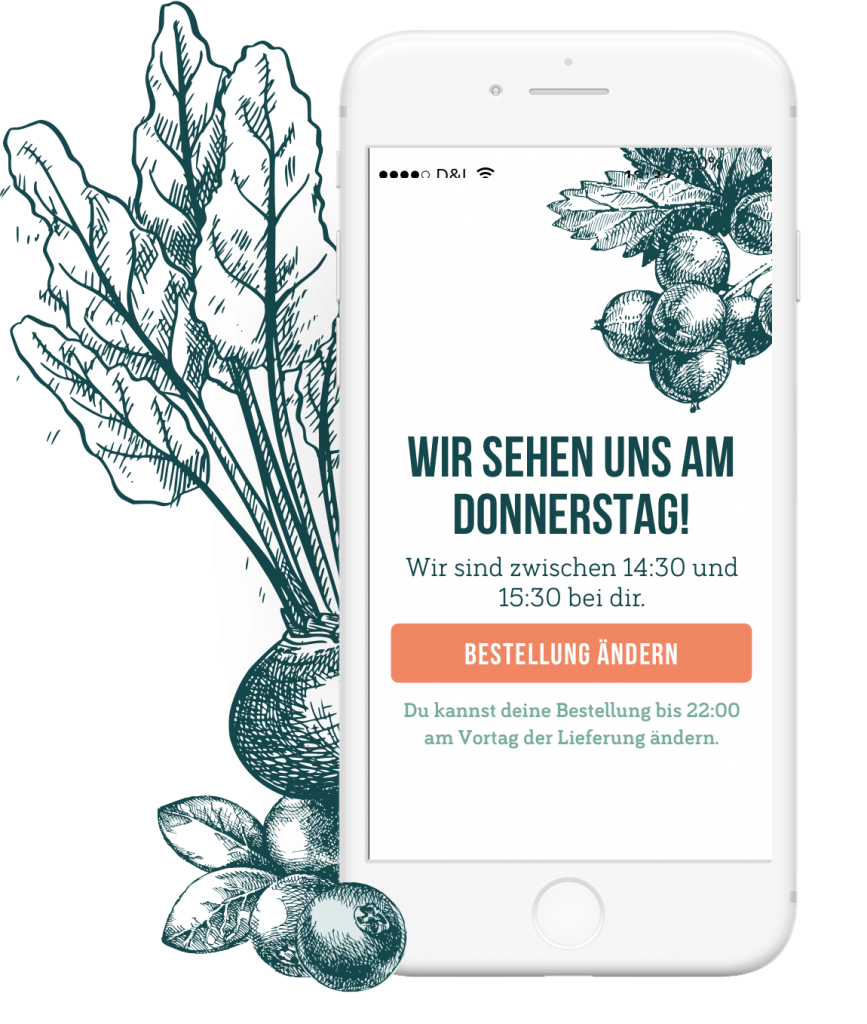 WIR SEHEN UNS AM
DONNERSTAG!
Wir sind zwischen 14:30 und
15:30 bei dir.
BESTELLUNG ÄNDERN
Du kannst deine Bestellung bis 22:00
am Vortag der Lieferung ändern.